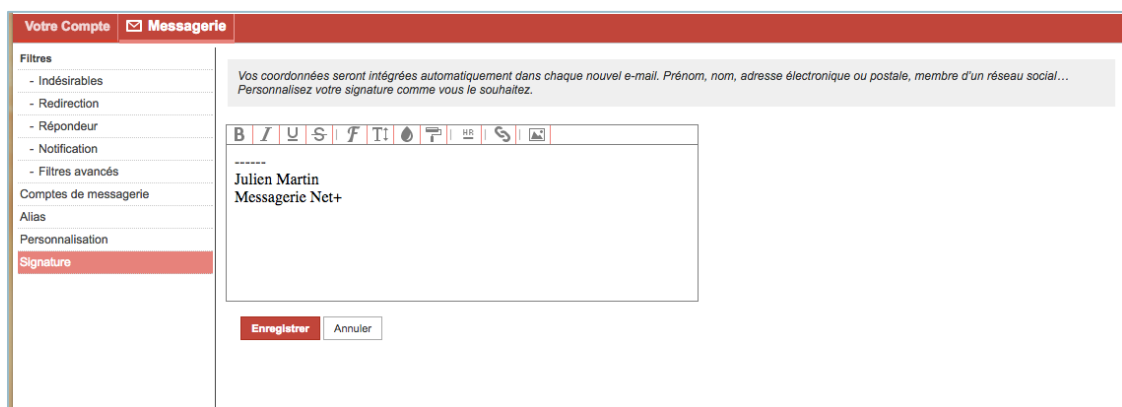 Votre Compte
Messagerie
Filtres
- Indésirables
- Redirection
- Répondeur
- Notification
- Filtres avancés
Comptes de messagerie
Alias
Personnalisation
Signature
Vos coordonnées seront intégrées automatiquement dans chaque nouvel e-mail. Prénom, nom, adresse électronique ou postale, membre d'un réseau social…
Personnalisez votre signature comme vous le souhaitez.
B I U S F T HR
------
Julien Martin
Messagerie Net+
Enregistrer
Annuler